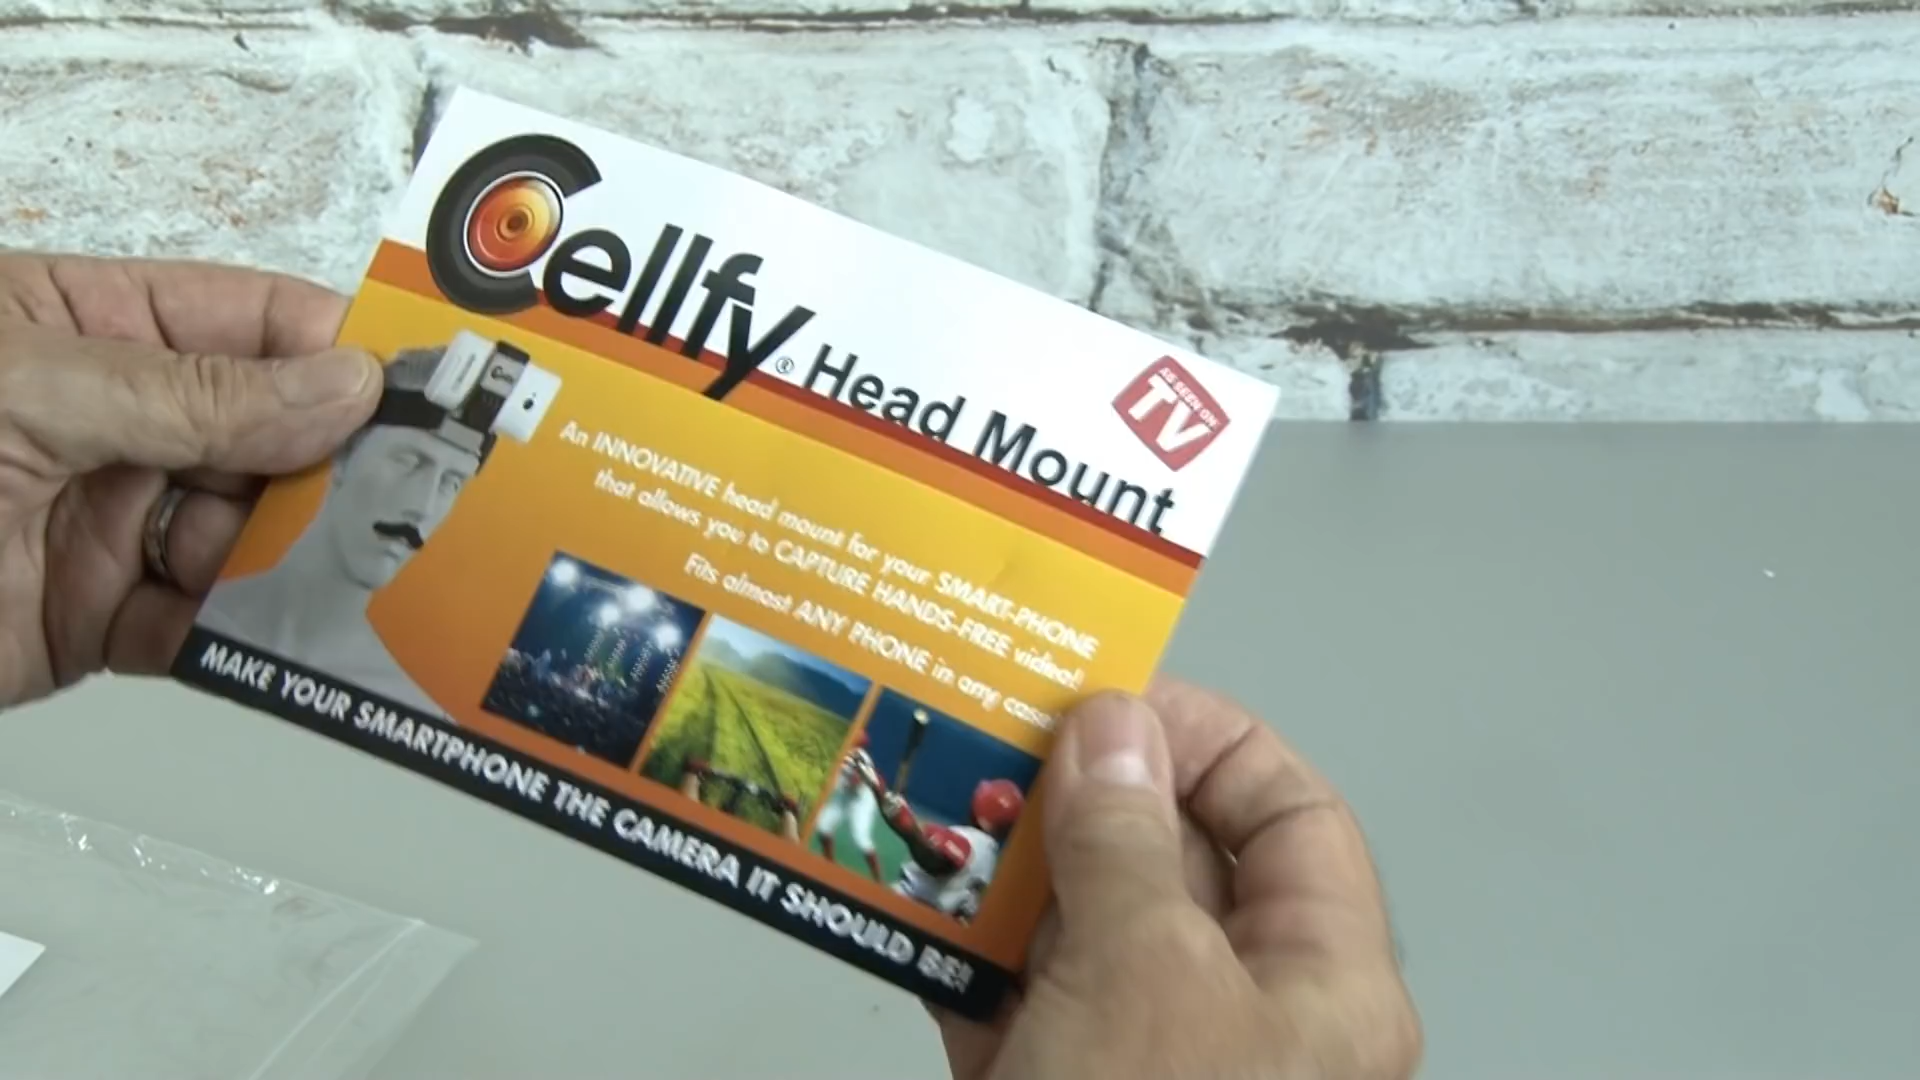 Cellfy® Head Mount
AS SEEN ON
TV
An INNOVATIVE head mount for your SMART-PHONE
that allows you to CAPTURE HANDS-FREE video!
Fits almost ANY PHONE in any case
MAKE YOUR SMARTPHONE THE CAMERA IT SHOULD BE!